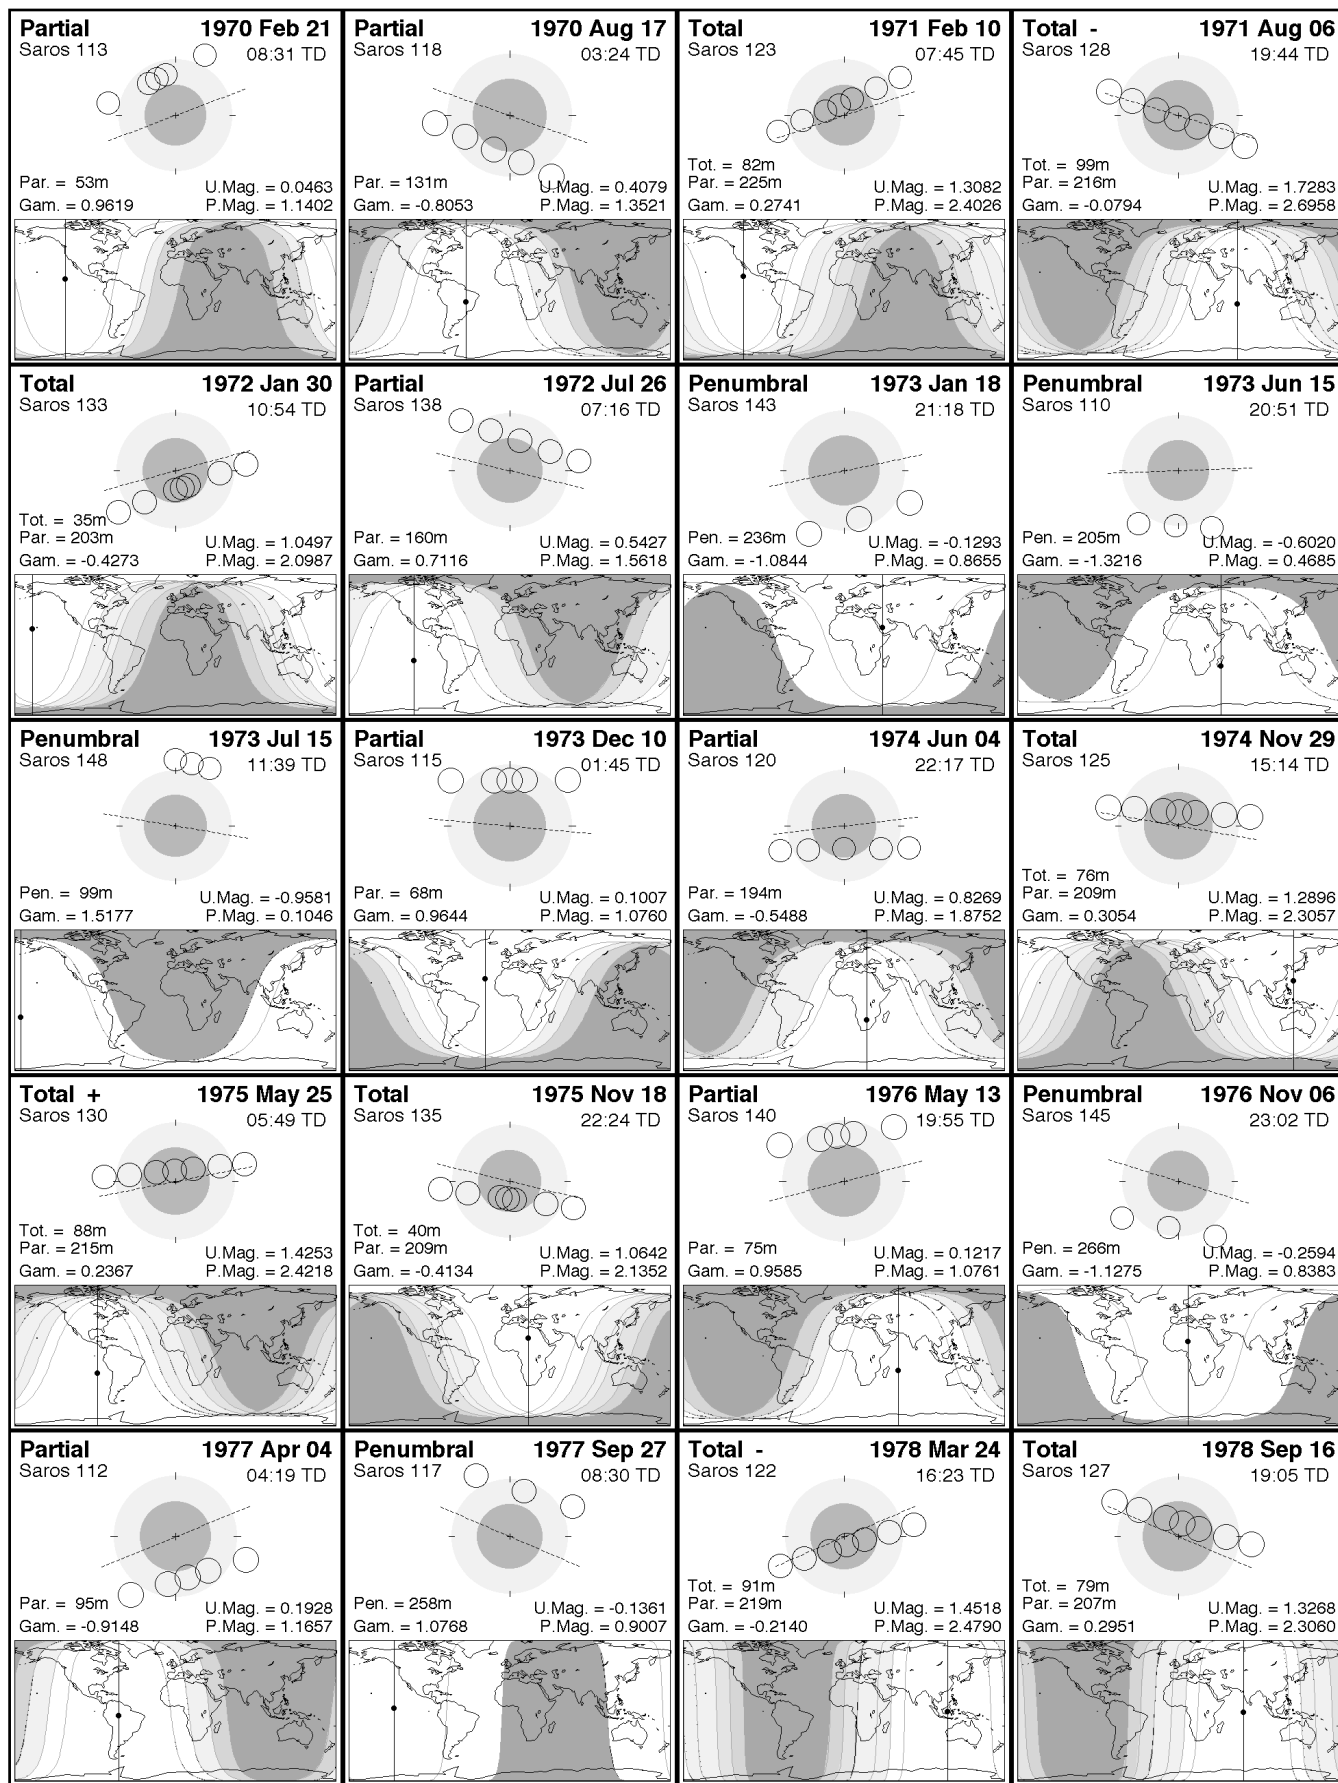 Partial 1970 Feb 21
Saros 113 08:31 TD
Par. = 53m U.Mag. = 0.0463
Gam. = 0.9619 P.Mag. = 1.1402
Partial 1970 Aug 17
Saros 118 03:24 TD
Par. = 131m U.Mag. = 0.4079
Gam. = -0.8053 P.Mag. = 1.3521
Total 1971 Feb 10
Saros 123 07:45 TD
Tot. = 82m
Par. = 225m U.Mag. = 1.3082
Gam. = 0.2741 P.Mag. = 2.4026
Total - 1971 Aug 06
Saros 128 19:44 TD
Tot. = 99m
Par. = 216m U.Mag. = 1.7283
Gam. = -0.0794 P.Mag. = 2.6958
Total 1972 Jan 30
Saros 133 10:54 TD
Tot. = 35m
Par. = 203m U.Mag. = 1.0497
Gam. = -0.4273 P.Mag. = 2.0987
Partial 1972 Jul 26
Saros 138 07:16 TD
Par. = 160m U.Mag. = 0.5427
Gam. = 0.7116 P.Mag. = 1.5618
Penumbral 1973 Jan 18
Saros 143 21:18 TD
Pen. = 236m U.Mag. = -0.1293
Gam. = -1.0844 P.Mag. = 0.8655
Penumbral 1973 Jun 15
Saros 110 20:51 TD
Pen. = 205m U.Mag. = -0.6020
Gam. = -1.3216 P.Mag. = 0.4685
Penumbral 1973 Jul 15
Saros 148 11:39 TD
Pen. = 99m U.Mag. = -0.9581
Gam. = 1.5177 P.Mag. = 0.1046
Partial 1973 Dec 10
Saros 115 01:45 TD
Par. = 68m U.Mag. = 0.1007
Gam. = 0.9644 P.Mag. = 1.0760
Partial 1974 Jun 04
Saros 120 22:17 TD
Par. = 194m U.Mag. = 0.8269
Gam. = -0.5488 P.Mag. = 1.8752
Total 1974 Nov 29
Saros 125 15:14 TD
Tot. = 76m
Par. = 209m U.Mag. = 1.2896
Gam. = 0.3054 P.Mag. = 2.3057
Total + 1975 May 25
Saros 130 05:49 TD
Tot. = 88m
Par. = 215m U.Mag. = 1.4253
Gam. = 0.2367 P.Mag. = 2.4218
Total 1975 Nov 18
Saros 135 22:24 TD
Tot. = 40m
Par. = 209m U.Mag. = 1.0642
Gam. = -0.4134 P.Mag. = 2.1352
Partial 1976 May 13
Saros 140 19:55 TD
Par. = 75m U.Mag. = 0.1217
Gam. = 0.9585 P.Mag. = 1.0761
Penumbral 1976 Nov 06
Saros 145 23:02 TD
Pen. = 266m U.Mag. = -0.2594
Gam. = -1.1275 P.Mag. = 0.8383
Partial 1977 Apr 04
Saros 112 04:19 TD
Par. = 95m U.Mag. = 0.1928
Gam. = -0.9148 P.Mag. = 1.1657
Penumbral 1977 Sep 27
Saros 117 08:30 TD
Pen. = 258m U.Mag. = -0.1361
Gam. = 1.0768 P.Mag. = 0.9007
Total - 1978 Mar 24
Saros 122 16:23 TD
Tot. = 91m
Par. = 219m U.Mag. = 1.4518
Gam. = -0.2140 P.Mag. = 2.4790
Total 1978 Sep 16
Saros 127 19:05 TD
Tot. = 79m
Par. = 207m U.Mag. = 1.3268
Gam. = 0.2951 P.Mag. = 2.3060